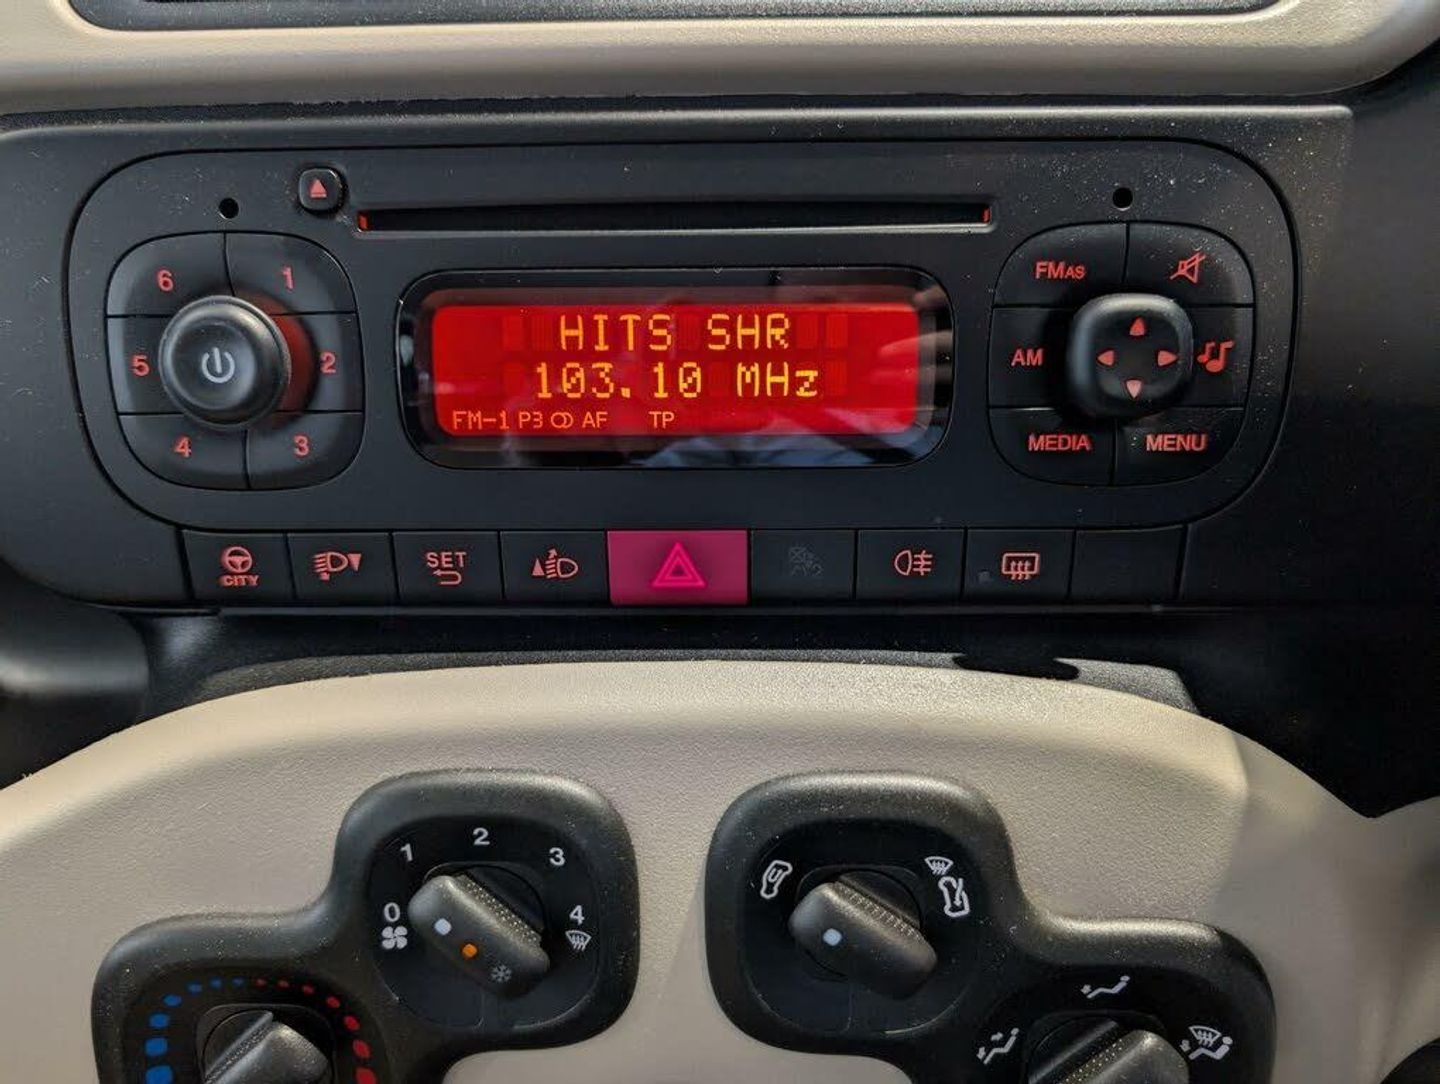 6 1
5 2
4 3
HITS SHR
103.10 MHz
FM-1 P3 AF TP
FMAS
AM
MEDIA MENU
CITY
SET
0 1 2 3 4